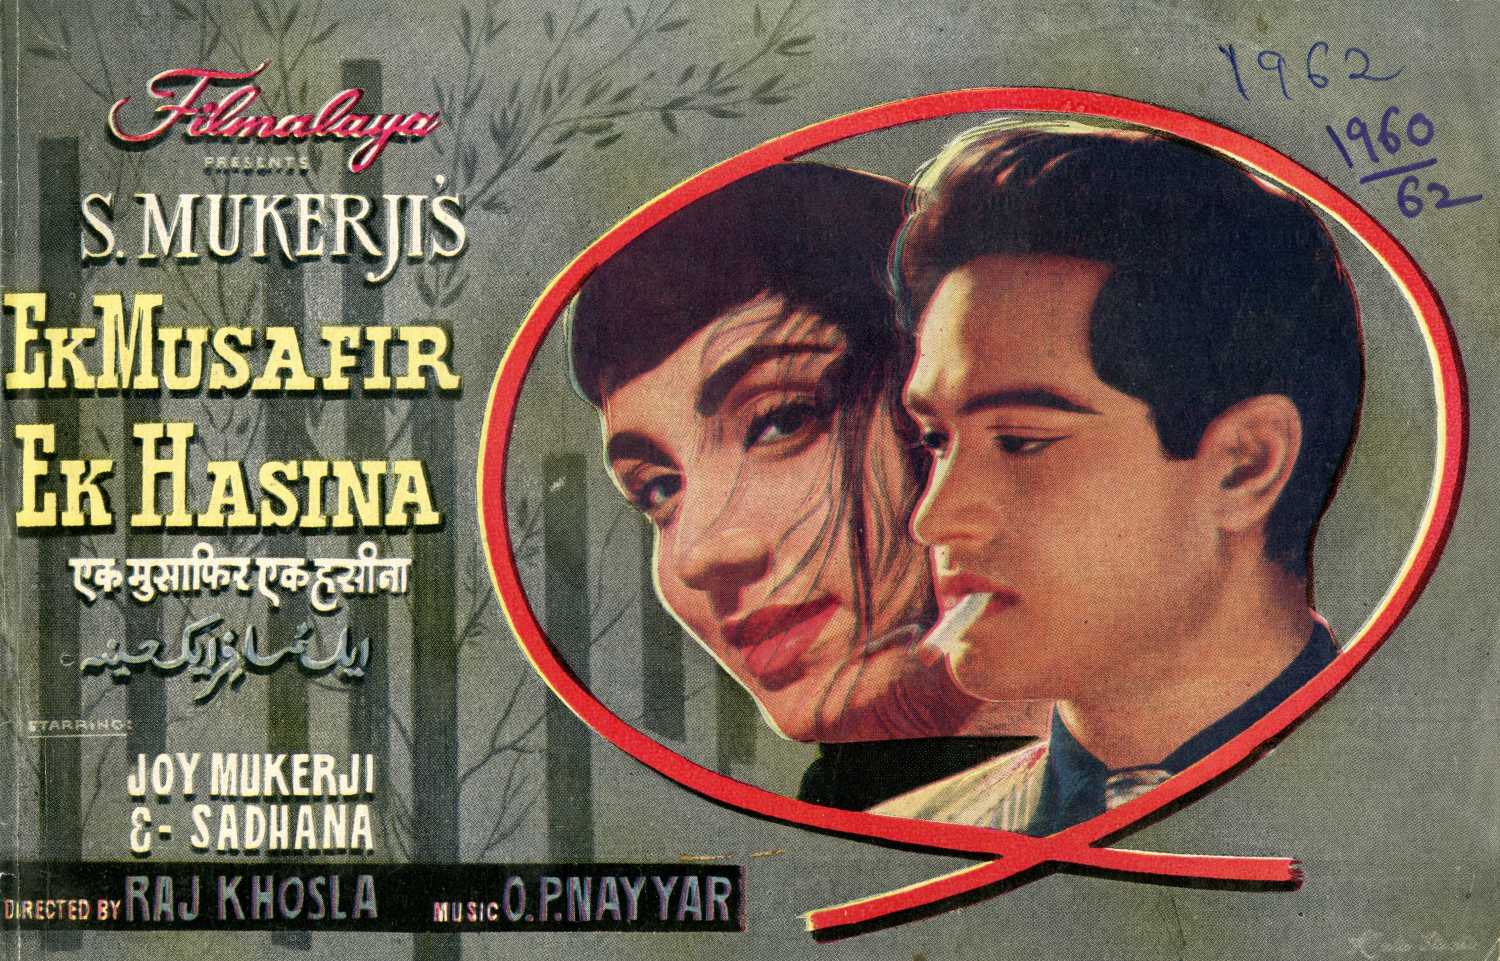 Filmalaya
PRESENTS
S. MUKERJI'S
EK MUSAFIR
EK HASINA
एक मुसाफिर एक हसीना
ایک مُسافِر ایک حسینہ
STARRING:
JOY MUKERJI
& - SADHANA
DIRECTED BY RAJ KHOSLA
MUSIC O.P. NAYYAR
1962
1960
62